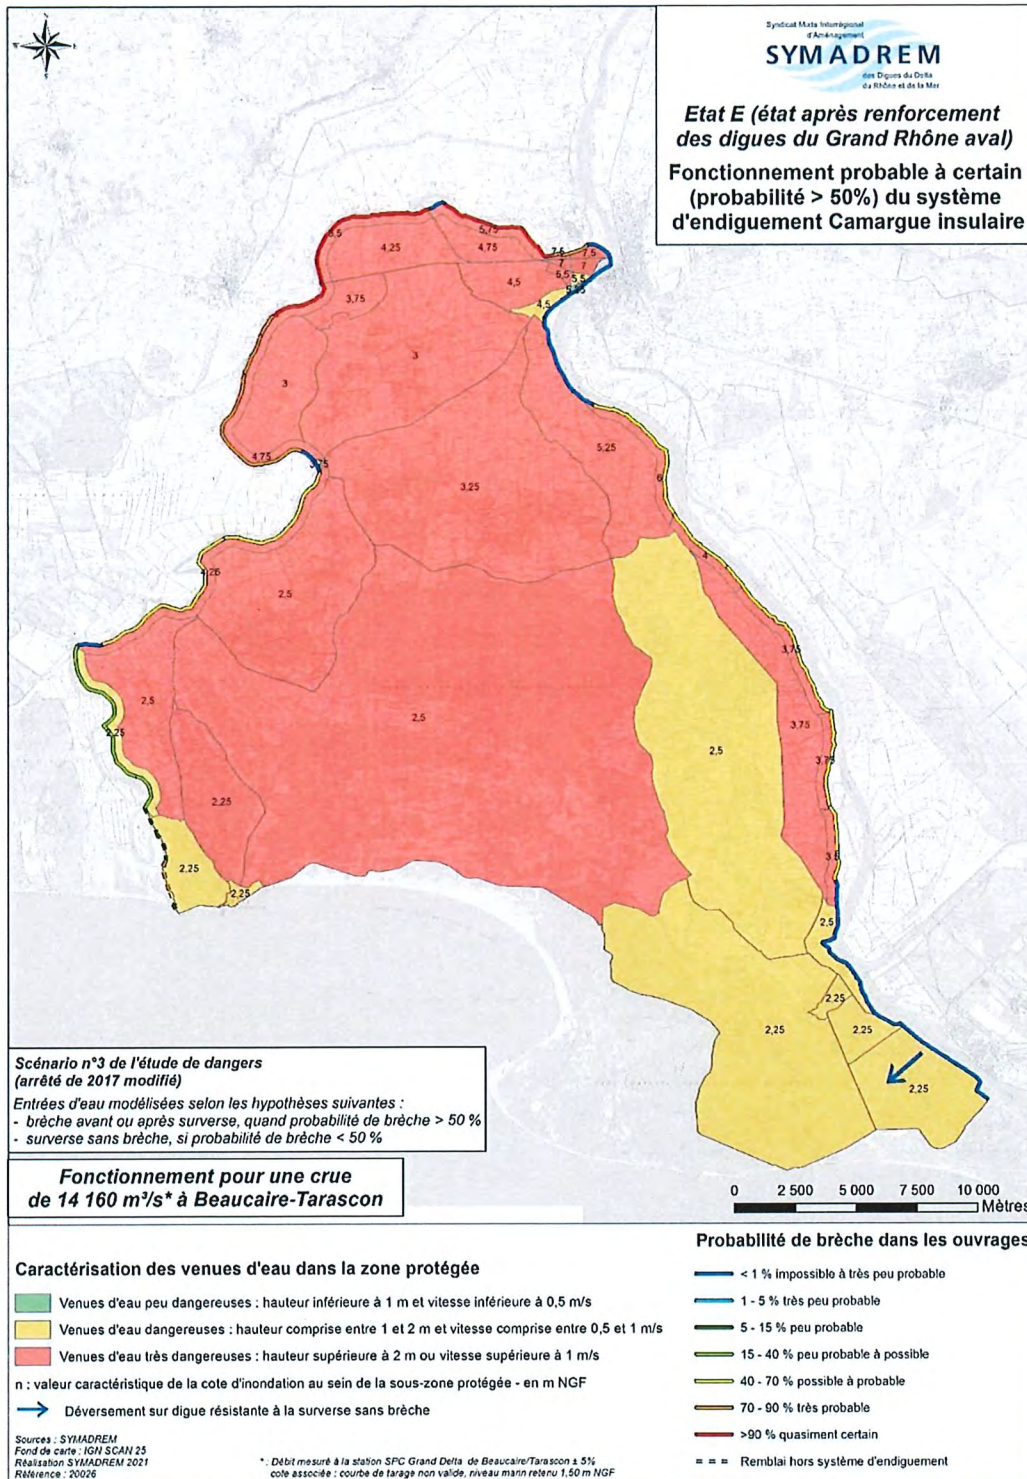 Syndicat Mixte Interrégional
d'Aménagement
SYMADREM
des Digues du Delta
du Rhône et de la Mer
Etat E (état après renforcement
des digues du Grand Rhône aval)
Fonctionnement probable à certain
(probabilité > 50%) du système
d'endiguement Camargue insulaire
5,75
4,25
4,75
7,5
7,5
7
7
5,5
4,5
4,5
3,75
3
3
4,75
3,75
5,25
6
3,25
4
4,25
2,5
3,75
2,5
2,5
2,5
3,75
2,25
3,75
2,25
3,5
2,25
2,25
2,5
2,25
2,25
2,25
2,25
Scénario n°3 de l'étude de dangers
(arrêté de 2017 modifié)
Entrées d'eau modélisées selon les hypothèses suivantes :
- brèche avant ou après surverse, quand probabilité de brèche > 50 %
- surverse sans brèche, si probabilité de brèche < 50 %
Fonctionnement pour une crue
de 14 160 m³/s* à Beaucaire-Tarascon
0 2 500 5 000 7 500 10 000
Mètres
Caractérisation des venues d'eau dans la zone protégée
Venues d'eau peu dangereuses : hauteur inférieure à 1 m et vitesse inférieure à 0,5 m/s
Venues d'eau dangereuses : hauteur comprise entre 1 et 2 m et vitesse comprise entre 0,5 et 1 m/s
Venues d'eau très dangereuses : hauteur supérieure à 2 m ou vitesse supérieure à 1 m/s
n : valeur caractéristique de la cote d'inondation au sein de la sous-zone protégée - en m NGF
Déversement sur digue résistante à la surverse sans brèche
Sources : SYMADREM
Fond de carte : IGN SCAN 25
Réalisation SYMADREM 2021
Référence : 20026
* : Débit mesuré à la station SPC Grand Delta de Beaucaire/Tarascon ± 5%
cote associée : courbe de tarage non valide, niveau marin retenu 1,50 m NGF
Probabilité de brèche dans les ouvrages
< 1 % impossible à très peu probable
1 - 5 % très peu probable
5 - 15 % peu probable
15 - 40 % peu probable à possible
40 - 70 % possible à probable
70 - 90 % très probable
>90 % quasiment certain
Remblai hors système d'endiguement